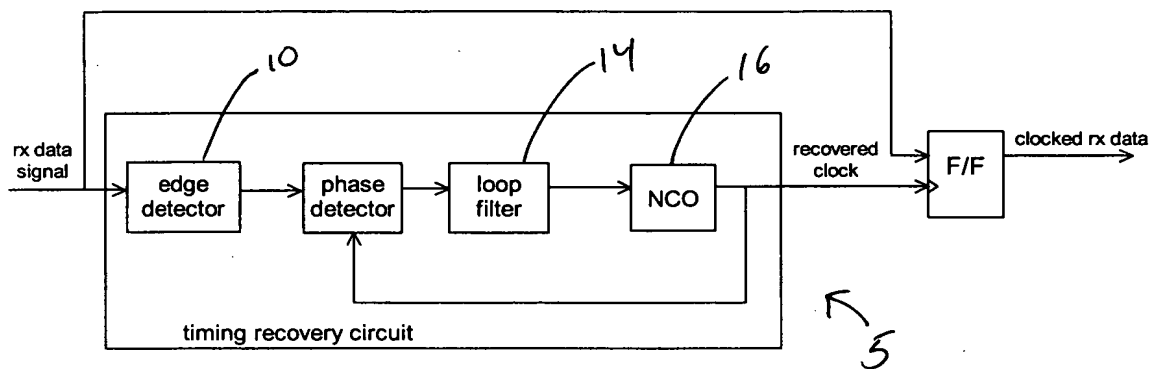 10
14
16
rx data
signal
edge
detector
phase
detector
loop
filter
NCO
recovered
clock
F/F
clocked rx data
timing recovery circuit
5